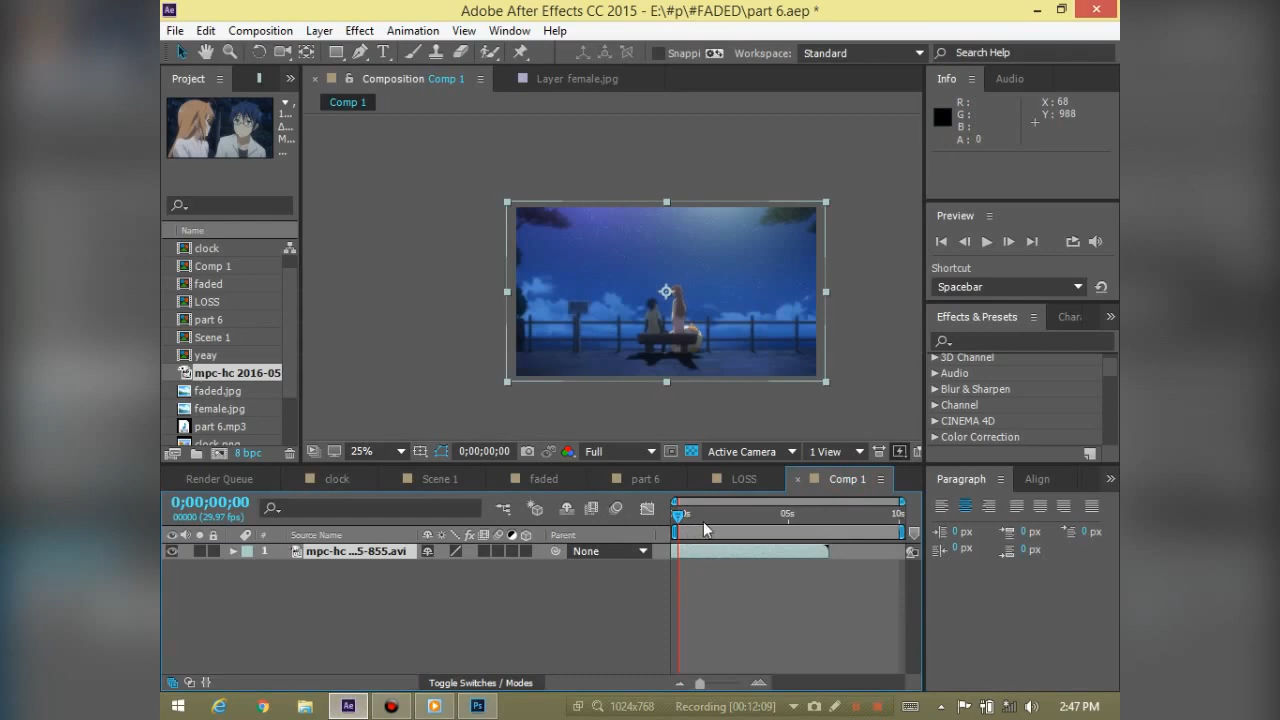 Ae Adobe After Effects CC 2015 - E:\#p\#FADED\part 6.aep *
File Edit Composition Layer Effect Animation View Window Help
Snappi Workspace: Standard Search Help
Project Composition Comp 1 Layer female.jpg Info Audio
Comp 1
1...
Δ...
M...
...
R: X: 68
G: Y: 988
B:
A: 0
Preview
Shortcut
Spacebar
Effects & Presets Char
3D Channel
Audio
Blur & Sharpen
Channel
CINEMA 4D
Color Correction
Name
clock
Comp 1
faded
LOSS
part 6
Scene 1
yeay
mpc-hc 2016-05
faded.jpg
female.jpg
part 6.mp3
clock.png
8 bpc
25% 0;00;00;00 Full Active Camera 1 View
Render Queue clock Scene 1 faded part 6 LOSS Comp 1
Paragraph Align
0;00;00;00
00000 (29.97 fps)
05s 10s
# Source Name fx Parent
1 mpc-hc ...5-855.avi None
0 px 0 px 0 px
0 px 0 px
Toggle Switches / Modes
Ae Ps 1024x768 Recording [00:12:09] 2:47 PM